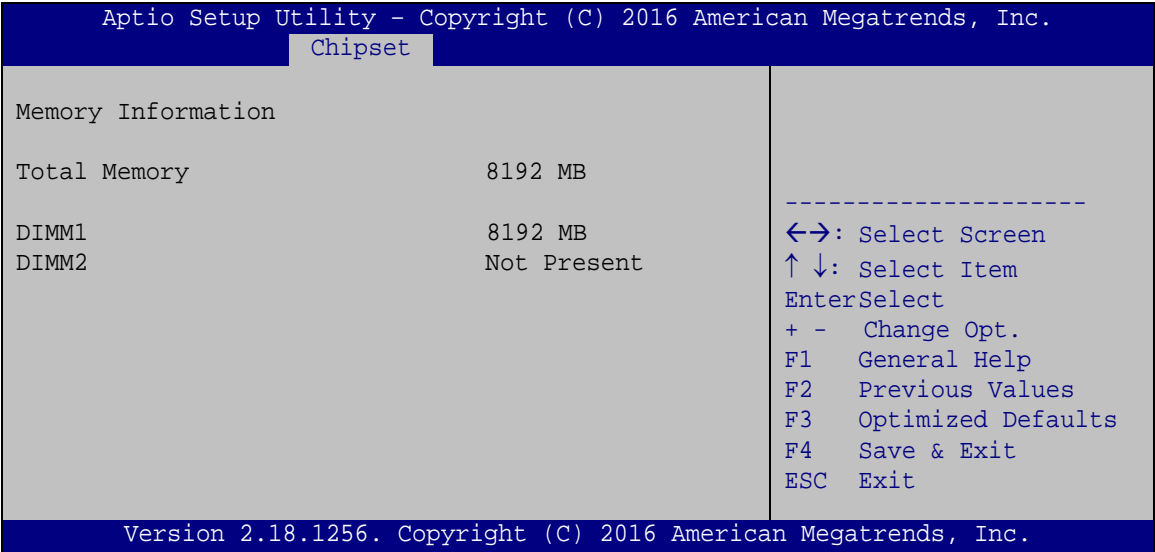 Aptio Setup Utility – Copyright (C) 2016 American Megatrends, Inc.
Chipset
Memory Information
Total Memory 8192 MB
DIMM1 8192 MB
DIMM2 Not Present
---------------------
←→: Select Screen
↑ ↓: Select Item
EnterSelect
+ - Change Opt.
F1 General Help
F2 Previous Values
F3 Optimized Defaults
F4 Save & Exit
ESC Exit
Version 2.18.1256. Copyright (C) 2016 American Megatrends, Inc.